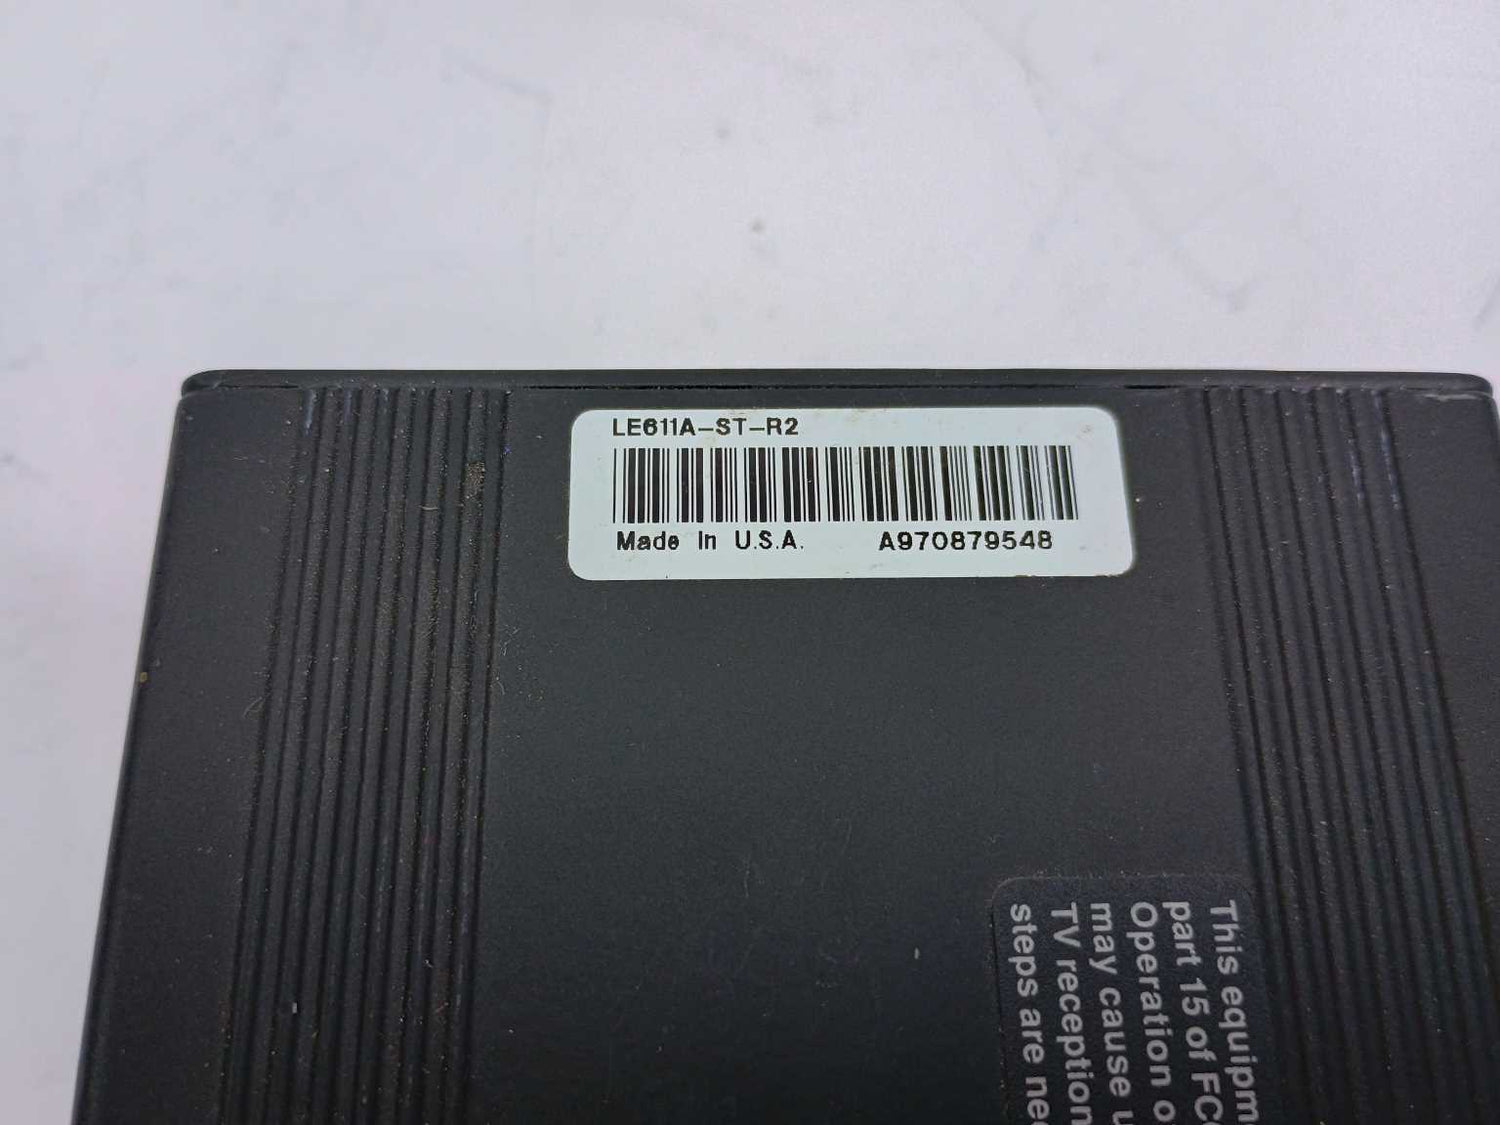 LE611A-ST-R2
Made In U.S.A. A970879548
This equipm
part 15 of FC
Operation o
may cause u
TV reception
steps are ne